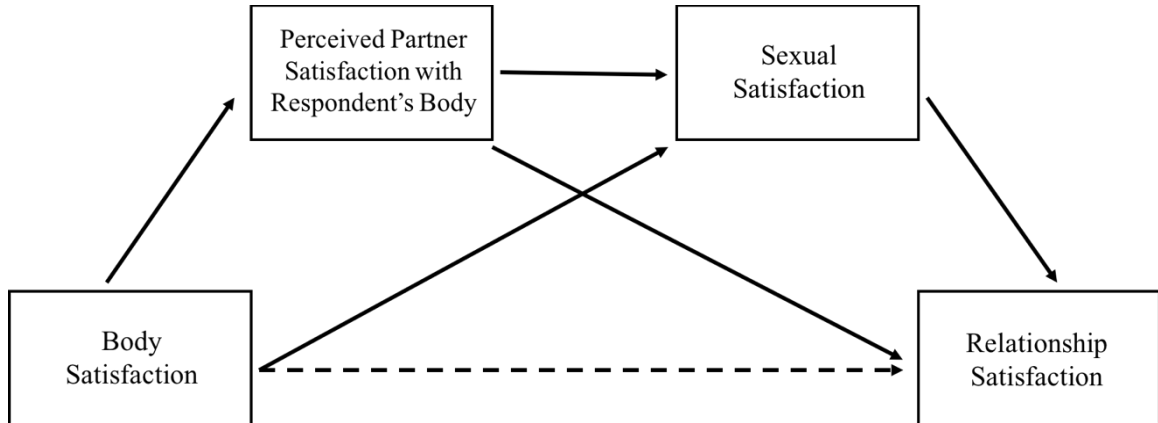 Perceived Partner
Satisfaction with
Respondent’s Body
Sexual
Satisfaction
Body
Satisfaction
Relationship
Satisfaction